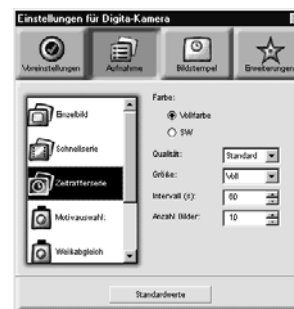 Einstellungen für Digita-Kamera
Voreinstellungen
Aufnahme
Bildstempel
Erweiterungen
Einzelbild
Schnellserie
Zeitrafferserie
Motivauswahl:
Weißabgleich
Farbe:
Vollfarbe
SW
Qualität: Standard
Größe: Voll
Intervall (s): 60
Anzahl Bilder: 10
Standardwerte